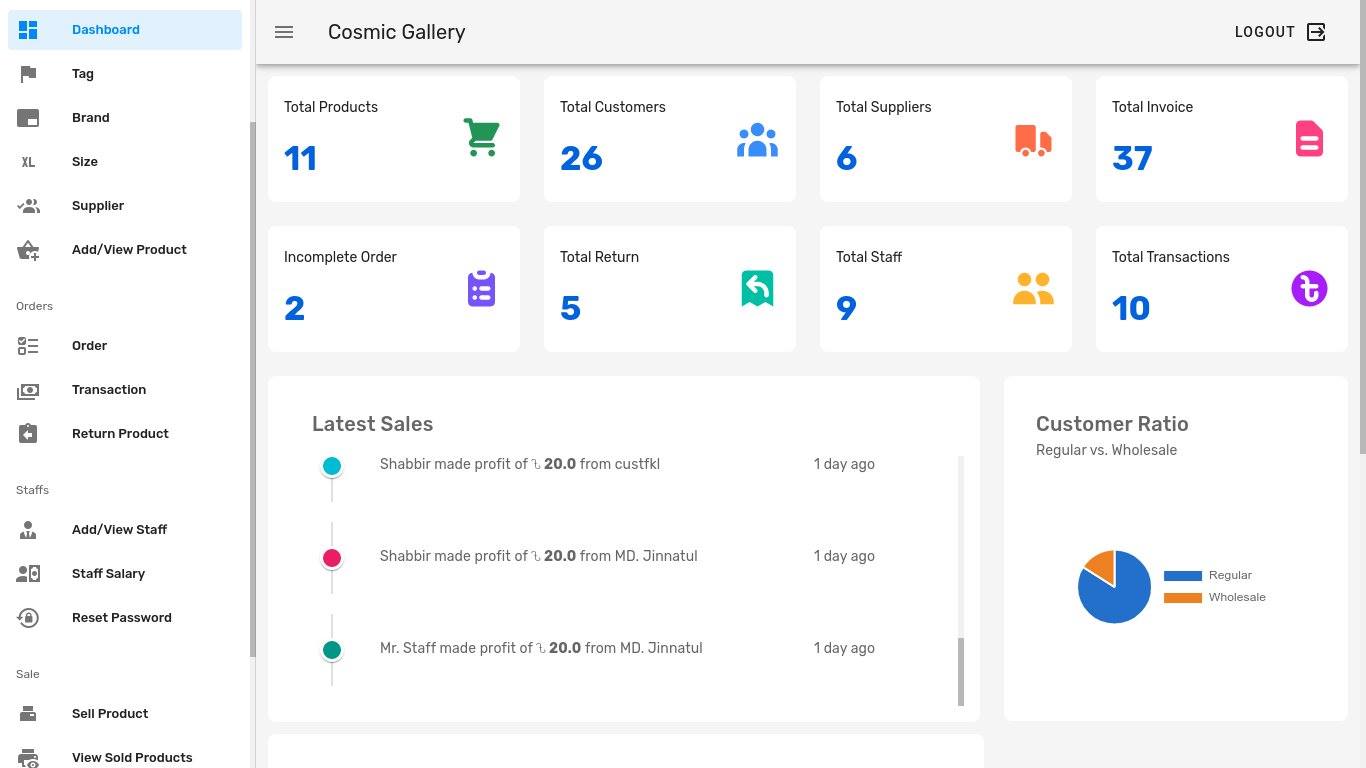 Dashboard
Tag
Brand
XL Size
Supplier
Add/View Product
Orders
Order
Transaction
Return Product
Staffs
Add/View Staff
Staff Salary
Reset Password
Sale
Sell Product
View Sold Products
Cosmic Gallery
LOGOUT
Total Products
11
Total Customers
26
Total Suppliers
6
Total Invoice
37
Incomplete Order
2
Total Return
5
Total Staff
9
Total Transactions
10
৳
Latest Sales
Shabbir made profit of ৳ 20.0 from custfkl 1 day ago
Shabbir made profit of ৳ 20.0 from MD. Jinnatul 1 day ago
Mr. Staff made profit of ৳ 20.0 from MD. Jinnatul 1 day ago
Customer Ratio
Regular vs. Wholesale
Regular
Wholesale